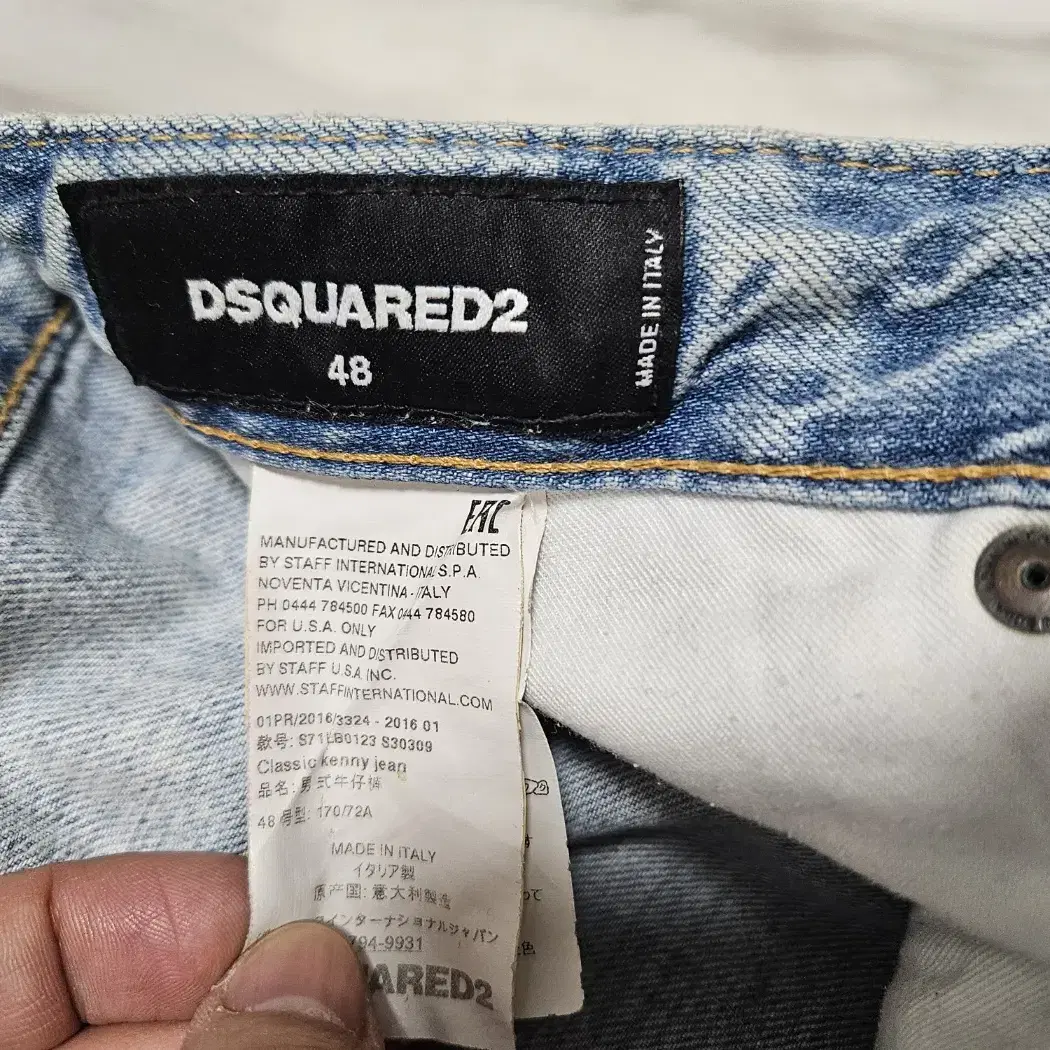 DSQUARED2
48
MADE IN ITALY
EAC
MANUFACTURED AND DISTRIBUTED
BY STAFF INTERNATIONAL S.P.A.
NOVENTA VICENTINA - ITALY
PH 0444 784500 FAX 0444 784580
FOR U.S.A. ONLY
IMPORTED AND DISTRIBUTED
BY STAFF U.S.A. INC.
WWW.STAFFINTERNATIONAL.COM
01PR/2016/3324 - 2016 01
款号: S71LB0123 S30309
Classic kenny jean
品名: 男式牛仔裤
48 号型: 170/72A
MADE IN ITALY
イタリア製
原产国: 意大利製造
インターナショナルジャパン
794-9931
ARED2
って
色